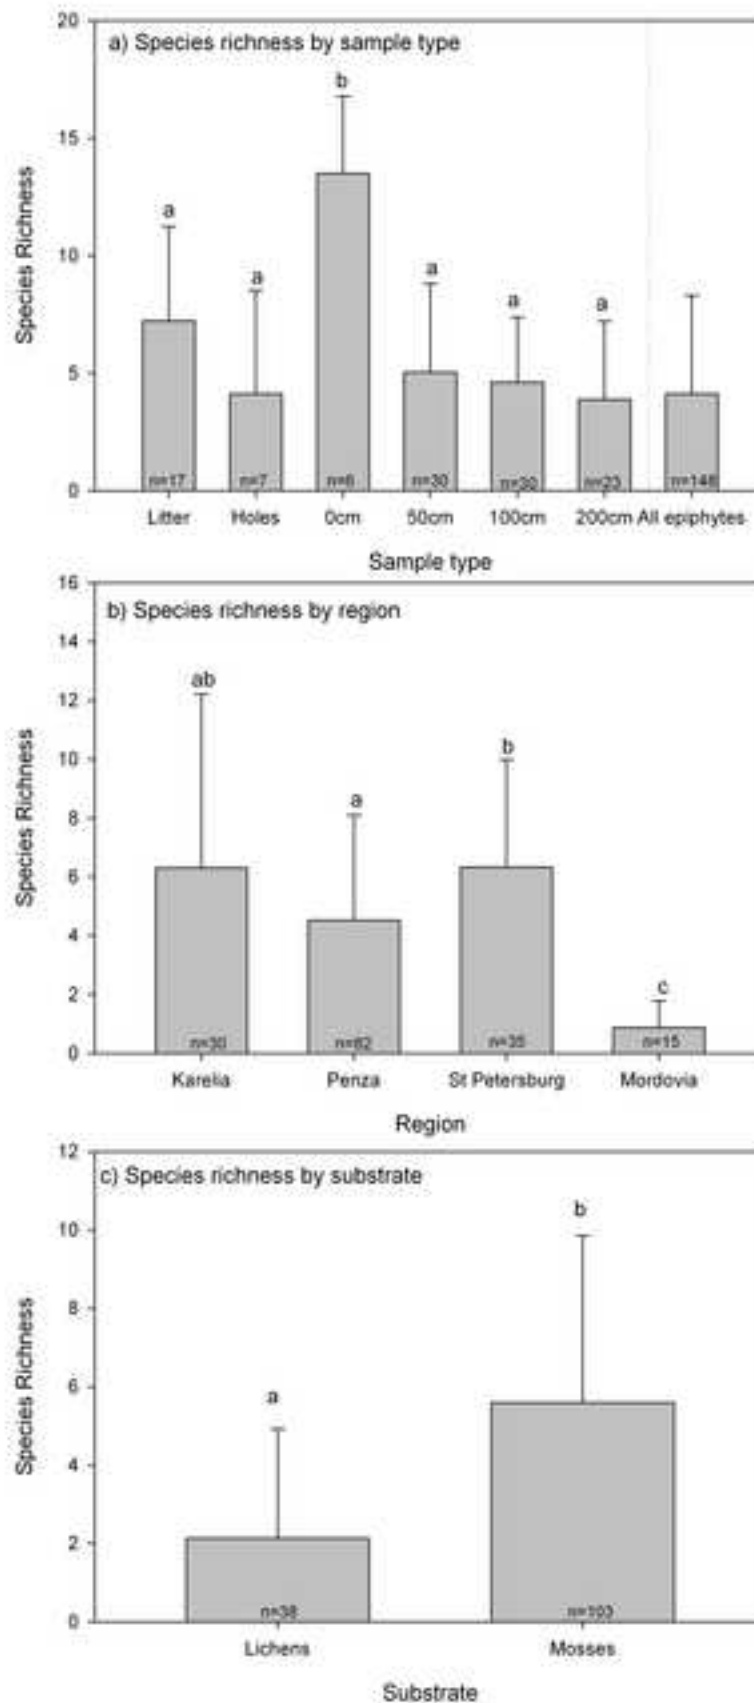 20
a) Species richness by sample type
b
15
a
a
10
a
a
a
5
0
n=17 n=7 n=6 n=30 n=30 n=23
Litter Holes 0cm 50cm 100cm 200cm All epiphytes
Species Richness
Sample type
16
b) Species richness by region
14
ab
12
b
10
a
8
6
4
c
2
0
n=30 n=35 n=15
Karelia Penza St Petersburg Mordovia
Species Richness
Region
12
c) Species richness by substrate
b
10
8
6
a
4
2
0
n=38 n=103
Lichens Mosses
Species Richness
Substrate